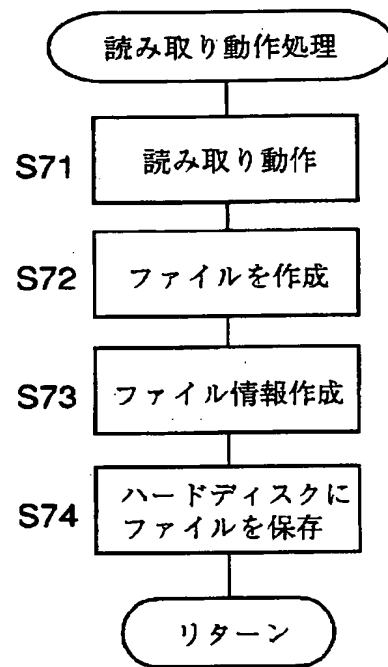 読み取り動作処理
S71 読み取り動作
S72 ファイルを作成
S73 ファイル情報作成
S74 ハードディスクに
ファイルを保存
リターン